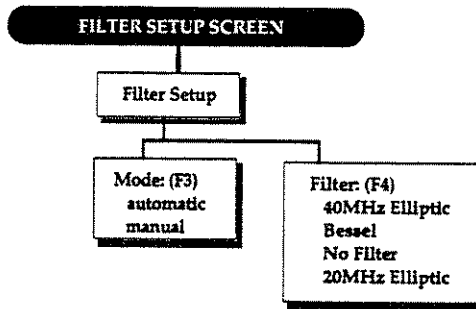 FILTER SETUP SCREEN
Filter Setup
Mode: (F3)
automatic
manual
Filter: (F4)
40MHz Elliptic
Bessel
No Filter
20MHz Elliptic